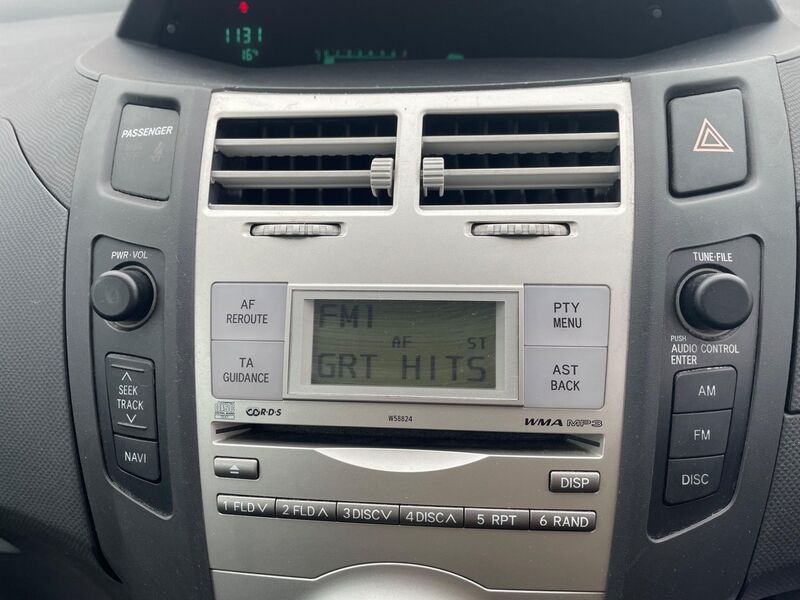 1131
167
PASSENGER
PWR·VOL
TUNE·FILE
AF
REROUTE
FM1
AF ST
GRT HITS
PTY
MENU
TA
GUIDANCE
AST
BACK
PUSH
AUDIO CONTROL
ENTER
SEEK
TRACK
AM
R·D·S
W58824
WMA MP3
NAVI
FM
DISP
DISC
1 FLD ∨
2 FLD ∧
3 DISC ∨
4 DISC ∧
5 RPT
6 RAND